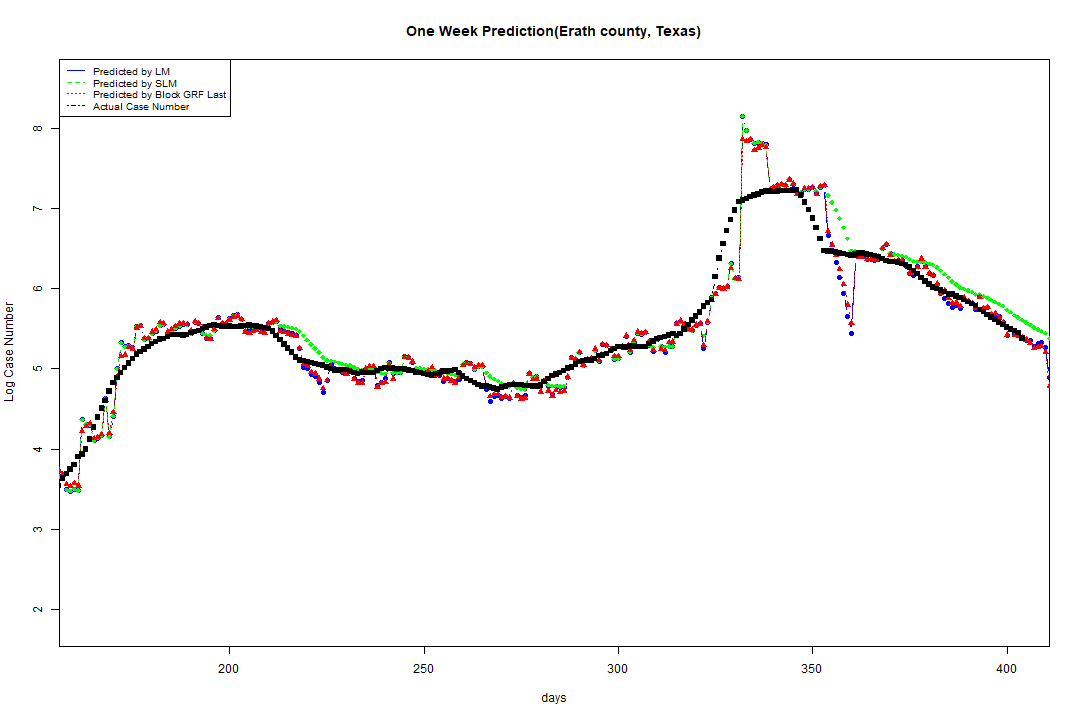 One Week Prediction(Erath county, Texas)
Predicted by LM
Predicted by SLM
Predicted by Block GRF Last
Actual Case Number
8
7
6
5
4
3
2
Log Case Number
200 250 300 350 400
days